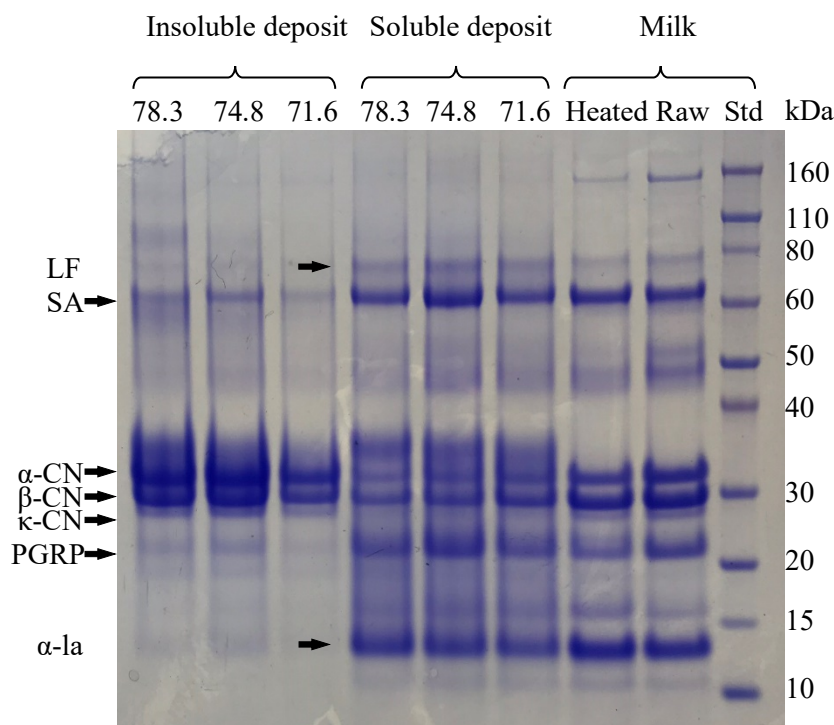 Insoluble deposit Soluble deposit Milk
78.3 74.8 71.6 78.3 74.8 71.6 Heated Raw Std kDa
160
110
80
LF
SA
60
50
40
α-CN
β-CN
30
κ-CN
PGRP
20
15
α-la
10